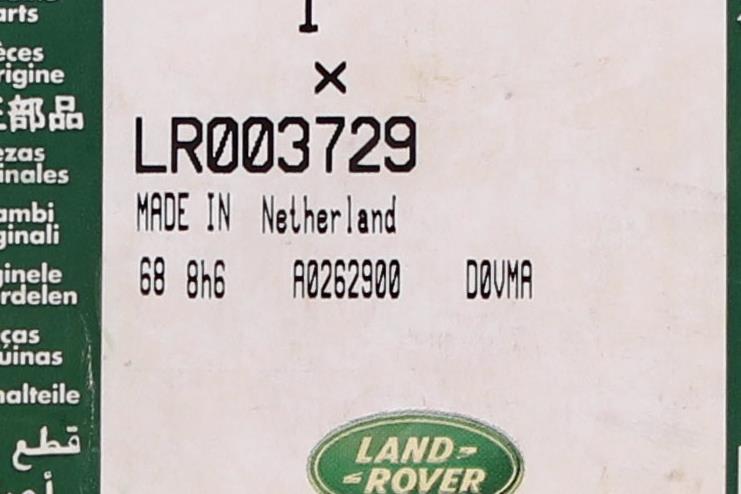 arts
èces
rigine
部品
ezas
inales
ambi
ginali
ginele
rdelen
ças
uinas
nalteile
قطع
1
×
LR003729
MADE IN Netherland
68 8h6 A0262900 D0VMA
LAND-
ROVER